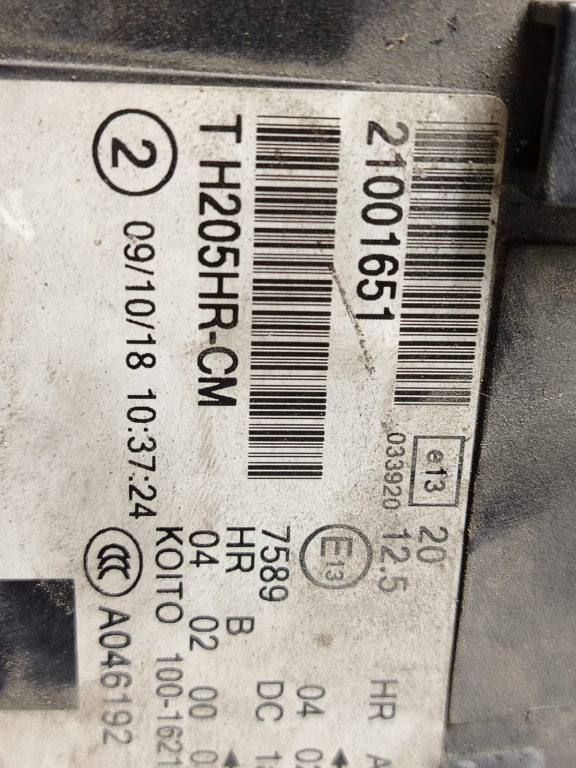 21001651
T H205HR-CM
2
09/10/18 10:37:24
e13
20
12.5
033920
E13
7589
HR B
04 02 00
KOITO 100-1621
CCC A046192
HR
04
DC